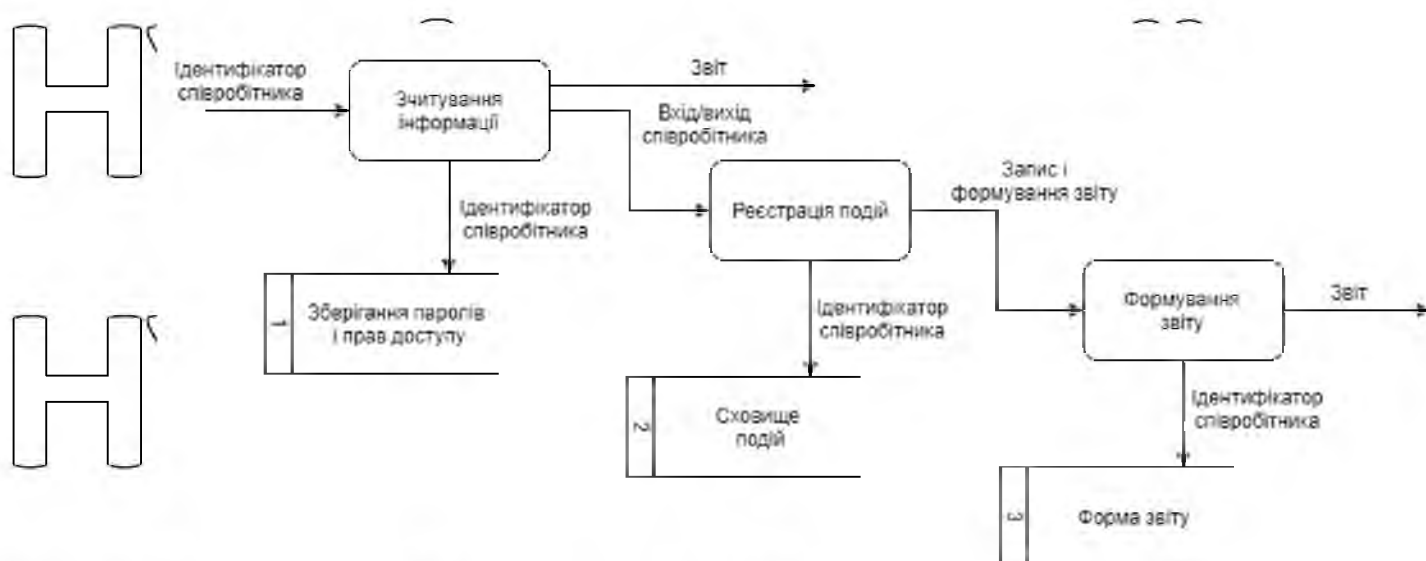 Ідентифікатор
співробітника
Зчитування
інформації
Звіт
Вхід/вихід
співробітника
Ідентифікатор
співробітника
1
Зберігання паролів
і прав доступу
Реєстрація подій
Запис і
формування звіту
Ідентифікатор
співробітника
2
Сховище
подій
Формування
звіту
Звіт
Ідентифікатор
співробітника
3
Форма звіту